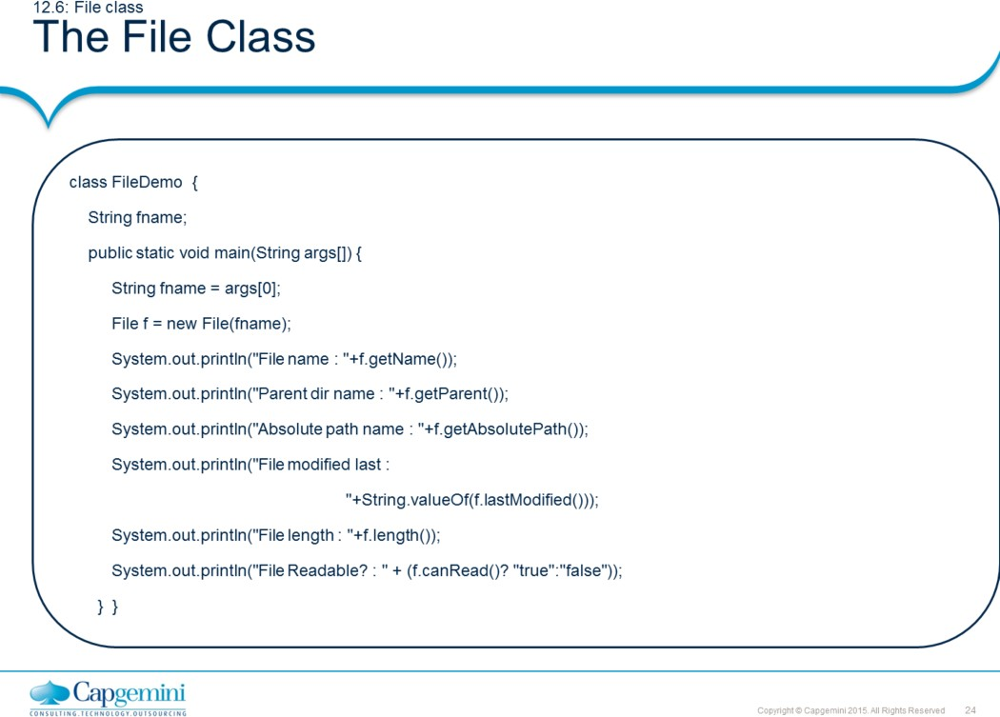 12.6: File class
The File Class
class FileDemo {
String fname;
public static void main(String args[]) {
String fname = args[0];
File f = new File(fname);
System.out.println("File name : "+f.getName());
System.out.println("Parent dir name : "+f.getParent());
System.out.println("Absolute path name : "+f.getAbsolutePath());
System.out.println("File modified last :
"+String.valueOf(f.lastModified()));
System.out.println("File length : "+f.length());
System.out.println("File Readable? : " + (f.canRead()? "true":"false"));
} }
Capgemini
CONSULTING.TECHNOLOGY.OUTSOURCING
Copyright © Capgemini 2015. All Rights Reserved 24